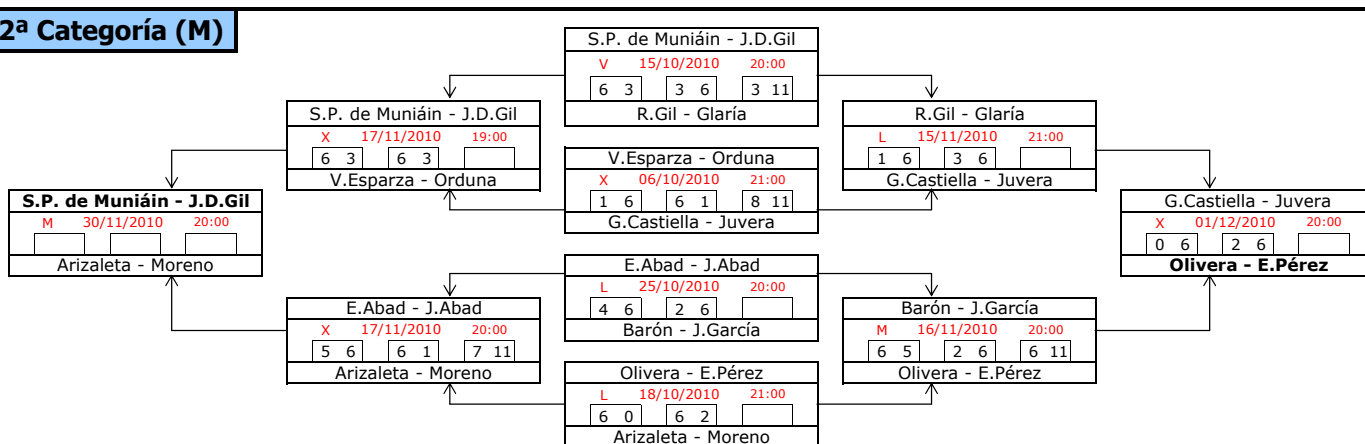 2ª Categoría (M)
S.P. de Muniáin - J.D.Gil
V 15/10/2010 20:00
6 3 3 6 3 11
R.Gil - Glaría
S.P. de Muniáin - J.D.Gil
X 17/11/2010 19:00
6 3 6 3
V.Esparza - Orduna
R.Gil - Glaría
L 15/11/2010 21:00
1 6 3 6
G.Castiella - Juvera
V.Esparza - Orduna
X 06/10/2010 21:00
1 6 6 1 8 11
G.Castiella - Juvera
S.P. de Muniáin - J.D.Gil
M 30/11/2010 20:00
Arizaleta - Moreno
G.Castiella - Juvera
X 01/12/2010 20:00
0 6 2 6
Olivera - E.Pérez
E.Abad - J.Abad
L 25/10/2010 20:00
4 6 2 6
Barón - J.García
E.Abad - J.Abad
X 17/11/2010 20:00
5 6 6 1 7 11
Arizaleta - Moreno
Barón - J.García
M 16/11/2010 20:00
6 5 2 6 6 11
Olivera - E.Pérez
Olivera - E.Pérez
L 18/10/2010 21:00
6 0 6 2
Arizaleta - Moreno